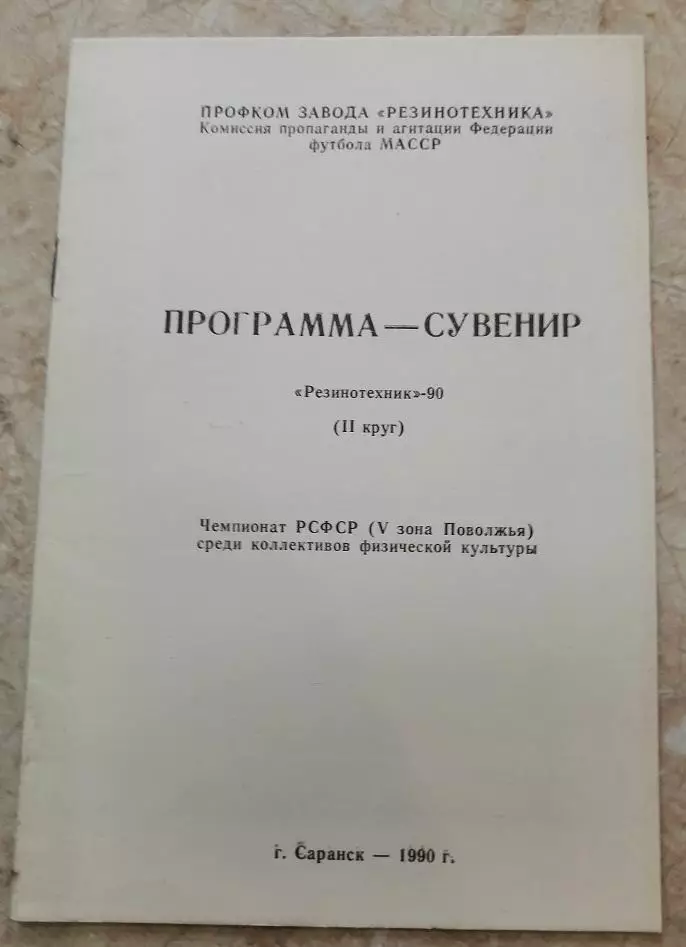 ПРОФКОМ ЗАВОДА «РЕЗИНОТЕХНИКА»
Комиссия пропаганды и агитации Федерации
футбола МАССР
ПРОГРАММА — СУВЕНИР
«Резинотехник»-90
(II круг)
Чемпионат РСФСР (V зона Поволжья)
среди коллективов физической культуры
г. Саранск — 1990 г.